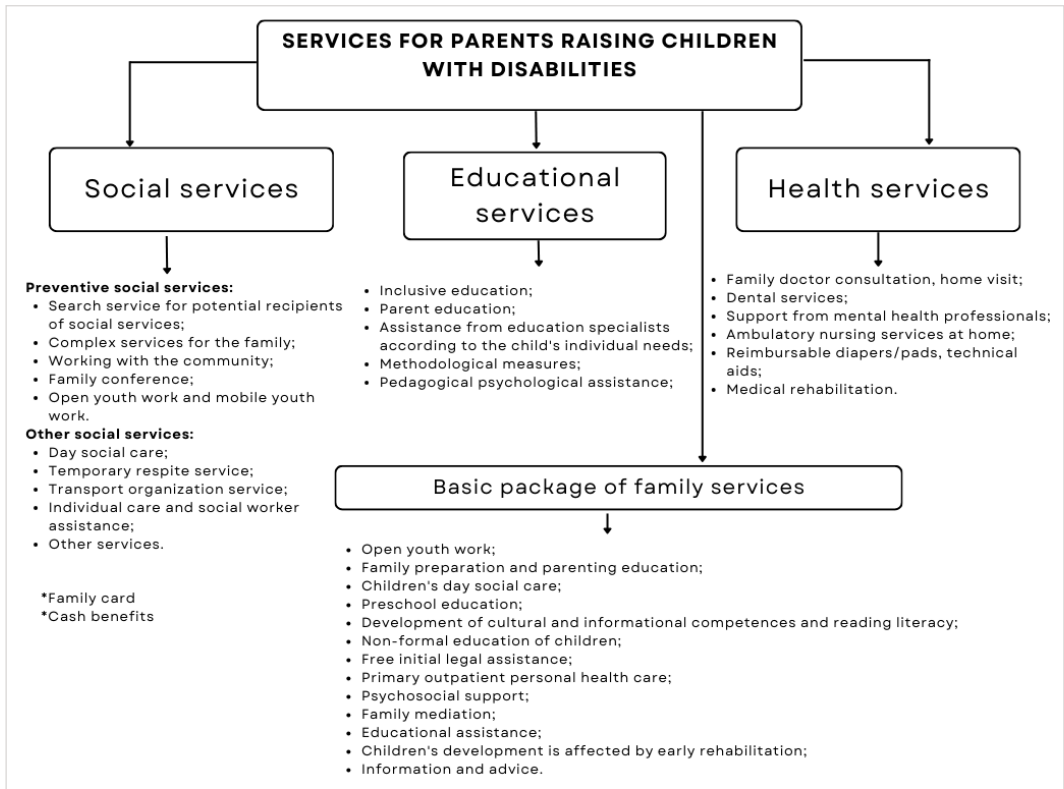 SERVICES FOR PARENTS RAISING CHILDREN
WITH DISABILITIES
Social services
Preventive social services:
• Search service for potential recipients
of social services;
• Complex services for the family;
• Working with the community;
• Family conference;
• Open youth work and mobile youth
work.
Other social services:
• Day social care;
• Temporary respite service;
• Transport organization service;
• Individual care and social worker
assistance;
• Other services.
*Family card
*Cash benefits
Educational
services
• Inclusive education;
• Parent education;
• Assistance from education specialists
according to the child's individual needs;
• Methodological measures;
• Pedagogical psychological assistance;
Health services
• Family doctor consultation, home visit;
• Dental services;
• Support from mental health professionals;
• Ambulatory nursing services at home;
• Reimbursable diapers/pads, technical
aids;
• Medical rehabilitation.
Basic package of family services
• Open youth work;
• Family preparation and parenting education;
• Children's day social care;
• Preschool education;
• Development of cultural and informational competences and reading literacy;
• Non-formal education of children;
• Free initial legal assistance;
• Primary outpatient personal health care;
• Psychosocial support;
• Family mediation;
• Educational assistance;
• Children's development is affected by early rehabilitation;
• Information and advice.